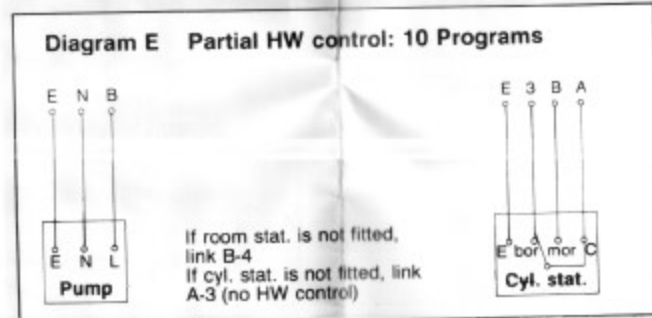 Diagram E Partial HW control: 10 Programs
E N B
E 3 B A
E N L
Pump
If room stat. is not fitted,
link B-4
If cyl. stat. is not fitted, link
A-3 (no HW control)
E bor mor C
Cyl. stat.